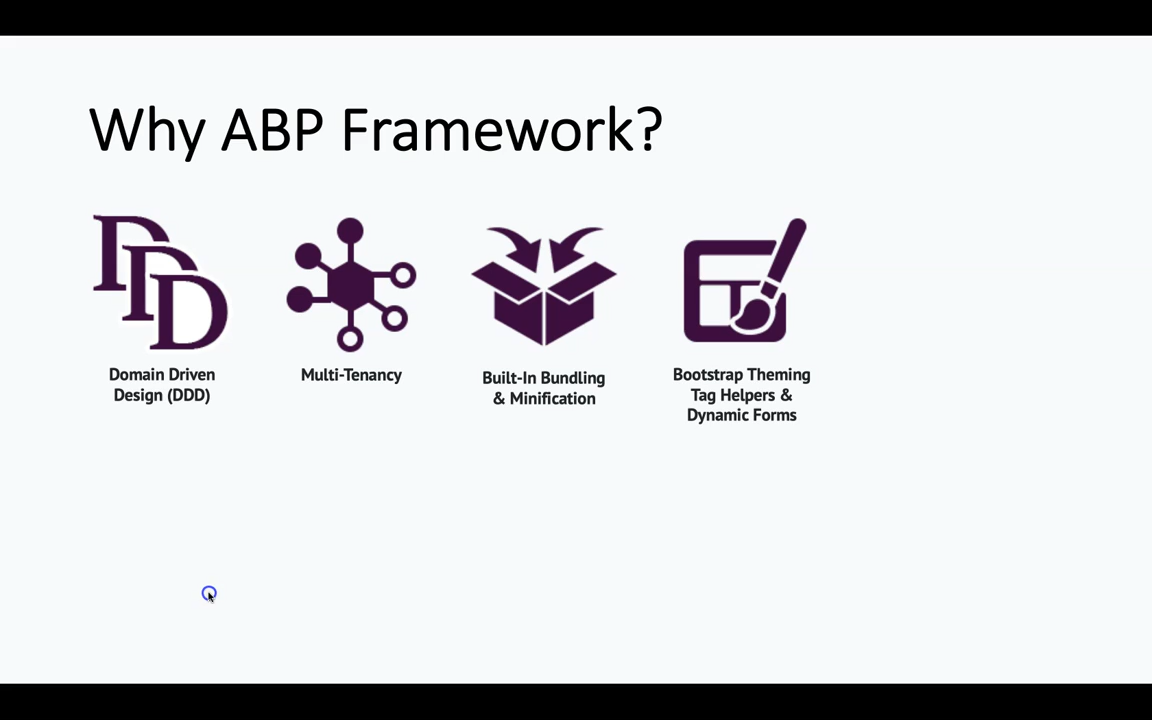 Why ABP Framework?
DDD
Domain Driven
Design (DDD)
Multi-Tenancy
Built-In Bundling
& Minification
Bootstrap Theming
Tag Helpers &
Dynamic Forms